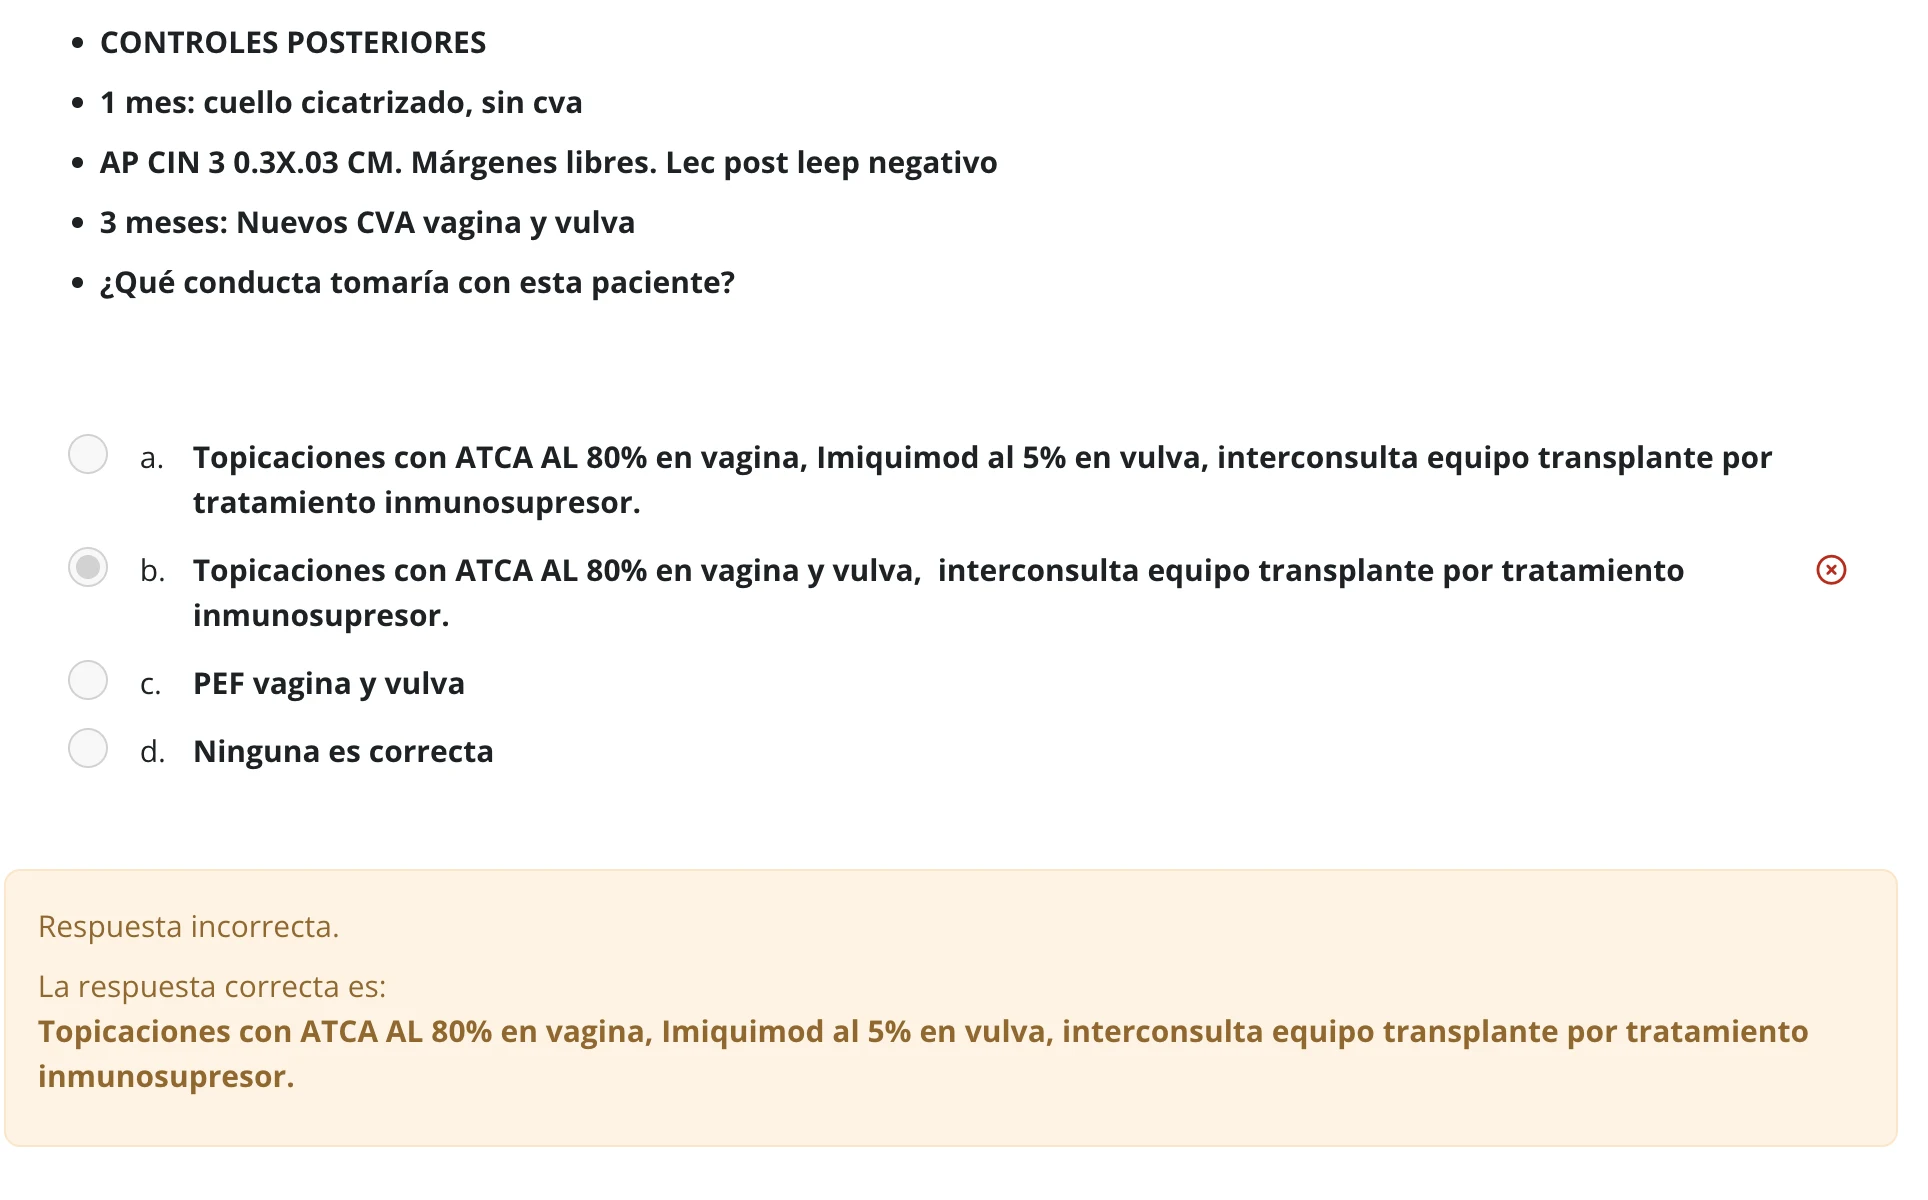 • CONTROLES POSTERIORES
• 1 mes: cuello cicatrizado, sin cva
• AP CIN 3 0.3X.03 CM. Márgenes libres. Lec post leep negativo
• 3 meses: Nuevos CVA vagina y vulva
• ¿Qué conducta tomaría con esta paciente?
a. Topicaciones con ATCA AL 80% en vagina, Imiquimod al 5% en vulva, interconsulta equipo transplante por
tratamiento inmunosupresor.
b. Topicaciones con ATCA AL 80% en vagina y vulva,  interconsulta equipo transplante por tratamiento
inmunosupresor.
c. PEF vagina y vulva
d. Ninguna es correcta
Respuesta incorrecta.
La respuesta correcta es:
Topicaciones con ATCA AL 80% en vagina, Imiquimod al 5% en vulva, interconsulta equipo transplante por tratamiento
inmunosupresor.